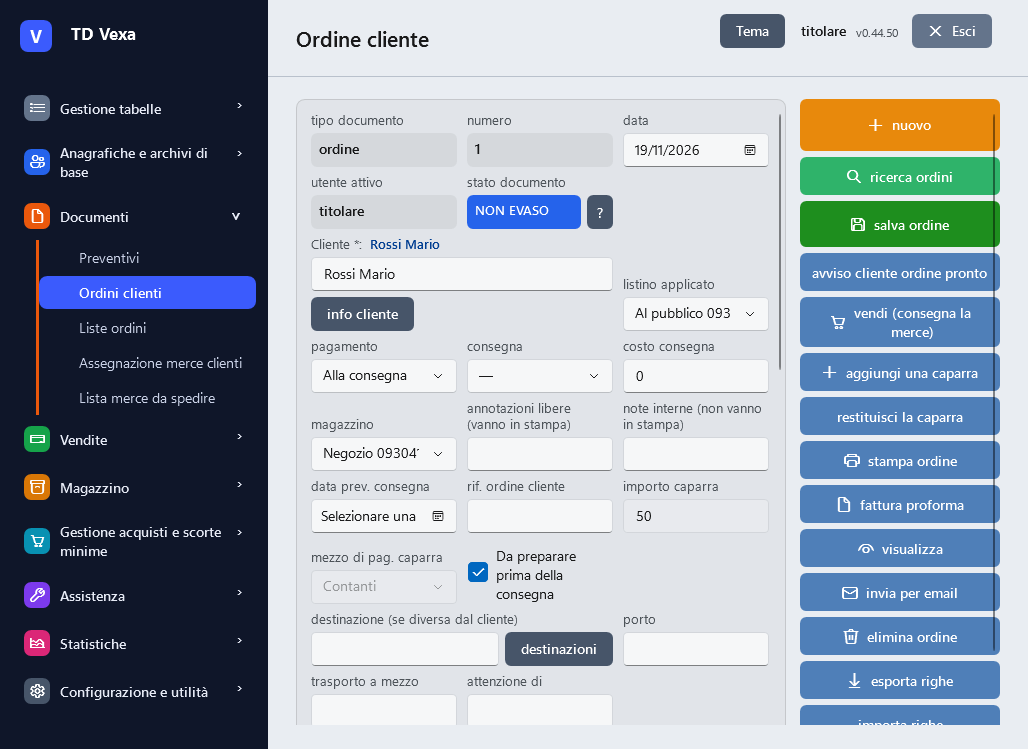 V
TD Vexa
Gestione tabelle
Anagrafiche e archivi di
base
Documenti
Preventivi
Ordini clienti
Liste ordini
Assegnazione merce clienti
Lista merce da spedire
Vendite
Magazzino
Gestione acquisti e scorte
minime
Assistenza
Statistiche
Configurazione e utilità
Ordine cliente
Tema
titolare
v0.44.50
Esci
tipo documento
numero
data
ordine
1
19/11/2026
utente attivo
stato documento
titolare
NON EVASO
?
Cliente *: Rossi Mario
Rossi Mario
listino applicato
info cliente
Al pubblico 093
pagamento
consegna
costo consegna
Alla consegna
—
0
magazzino
annotazioni libere
(vanno in stampa)
note interne (non vanno
in stampa)
Negozio 09304
data prev. consegna
rif. ordine cliente
importo caparra
Selezionare una
50
mezzo di pag. caparra
Da preparare
prima della
consegna
Contanti
destinazione (se diversa dal cliente)
porto
destinazioni
trasporto a mezzo
attenzione di
nuovo
ricerca ordini
salva ordine
avviso cliente ordine pronto
vendi (consegna la
merce)
aggiungi una caparra
restituisci la caparra
stampa ordine
fattura proforma
visualizza
invia per email
elimina ordine
esporta righe
importa righe